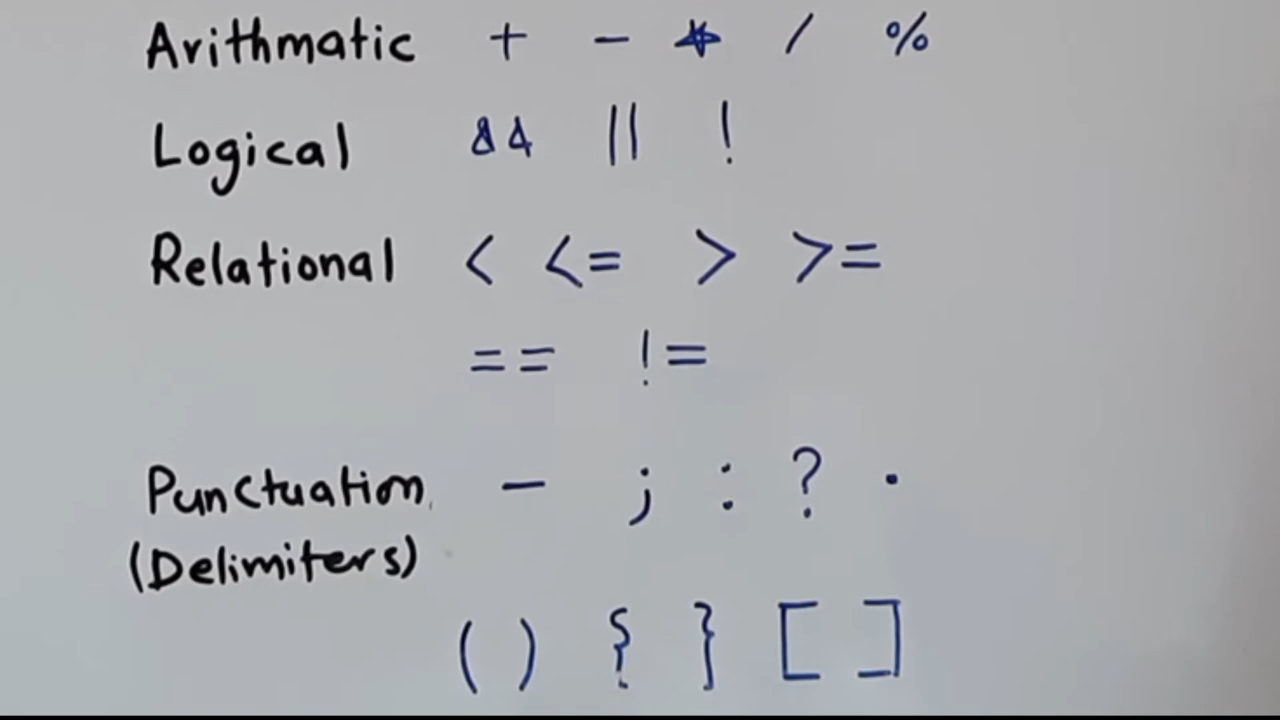 Arithmatic + - * / %
Logical && || !
Relational < <= > >=
== !=
Punctuation - ; : ? .
(Delimiters)
( ) { } [ ]